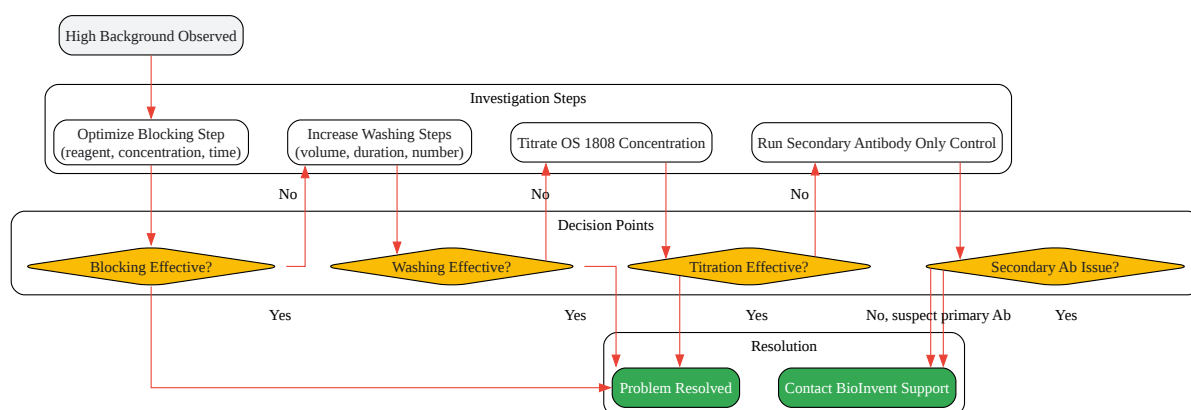 High Background Observed
Investigation Steps
Optimize Blocking Step
(reagent, concentration, time)
Increase Washing Steps
(volume, duration, number)
Titrate OS 1808 Concentration
Run Secondary Antibody Only Control
No
No
No
Decision Points
Blocking Effective?
Washing Effective?
Titration Effective?
Secondary Ab Issue?
Yes
Yes
Yes
No, suspect primary Ab
Yes
Resolution
Problem Resolved
Contact BioInvent Support